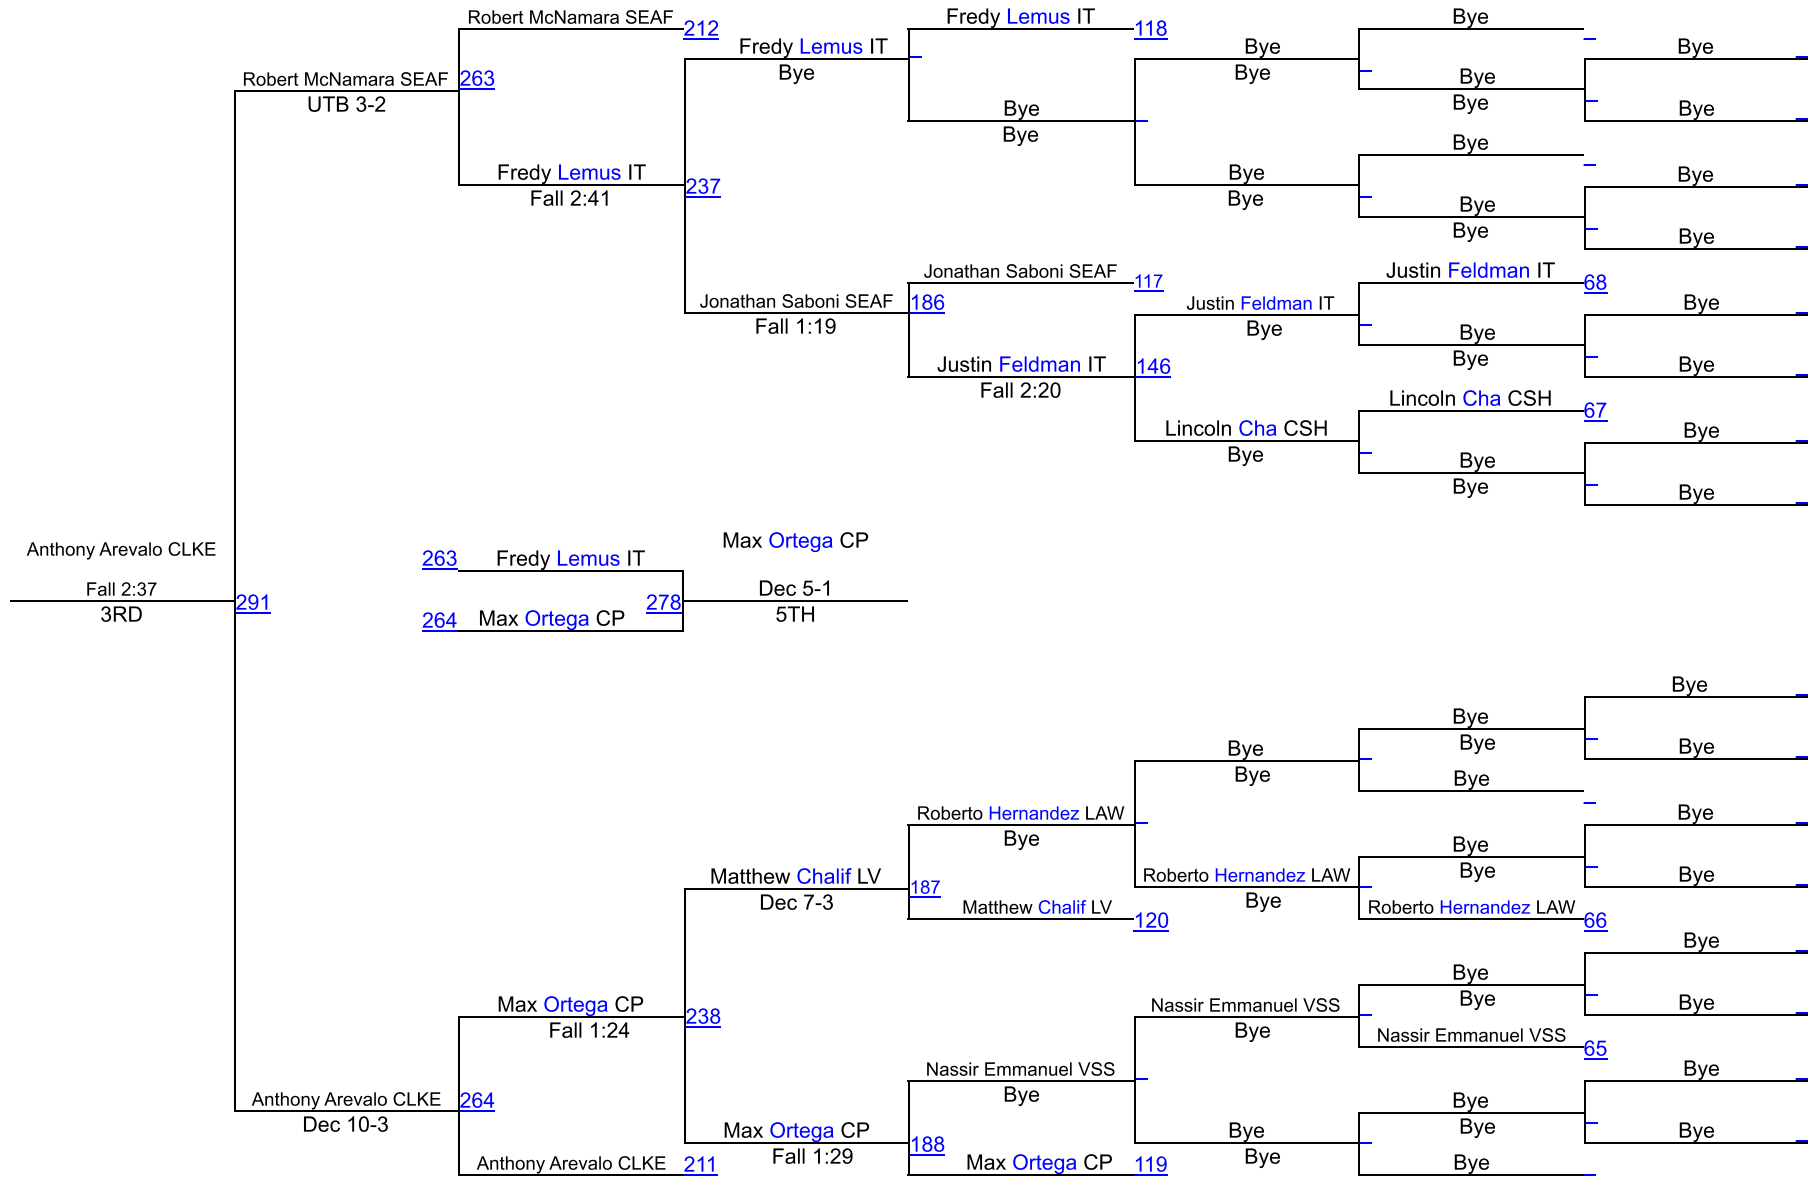 Robert McNamara SEAF
212
Fredy Lemus IT
118
Bye
Fredy Lemus IT
Bye
Bye
Bye
Bye
Robert McNamara SEAF
263
UTB 3-2
Bye
Bye
Bye
Bye
Bye
Bye
Fredy Lemus IT
Fall 2:41
237
Bye
Bye
Bye
Bye
Bye
Bye
Jonathan Saboni SEAF
117
Justin Feldman IT
68
Jonathan Saboni SEAF
Fall 1:19
186
Justin Feldman IT
Bye
Bye
Bye
Bye
Justin Feldman IT
Fall 2:20
146
Bye
Lincoln Cha CSH
67
Lincoln Cha CSH
Bye
Bye
Bye
Bye
Bye
Anthony Arevalo CLKE
Fall 2:37
3RD
291
263
Fredy Lemus IT
Max Ortega CP
264
Max Ortega CP
278
Dec 5-1
5TH
Bye
Bye
Bye
Bye
Bye
Bye
Bye
Roberto Hernandez LAW
Bye
Bye
Matthew Chalif LV
Dec 7-3
187
Roberto Hernandez LAW
Bye
Bye
Bye
Bye
Matthew Chalif LV
120
Roberto Hernandez LAW
66
Bye
Max Ortega CP
Fall 1:24
238
Nassir Emmanuel VSS
Bye
Bye
Bye
Bye
Nassir Emmanuel VSS
65
Nassir Emmanuel VSS
Bye
Bye
Anthony Arevalo CLKE
Dec 10-3
264
Max Ortega CP
Fall 1:29
188
Bye
Bye
Bye
Bye
Bye
Anthony Arevalo CLKE
211
Max Ortega CP
119
Bye